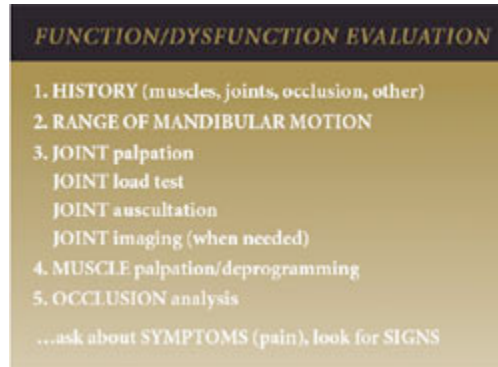 FUNCTION/DYSFUNCTION EVALUATION
1. HISTORY (muscles, joints, occlusion, other)
2. RANGE OF MANDIBULAR MOTION
3. JOINT palpation
JOINT load test
JOINT auscultation
JOINT imaging (when needed)
4. MUSCLE palpation/deprogramming
5. OCCLUSION analysis
...ask about SYMPTOMS (pain), look for SIGNS